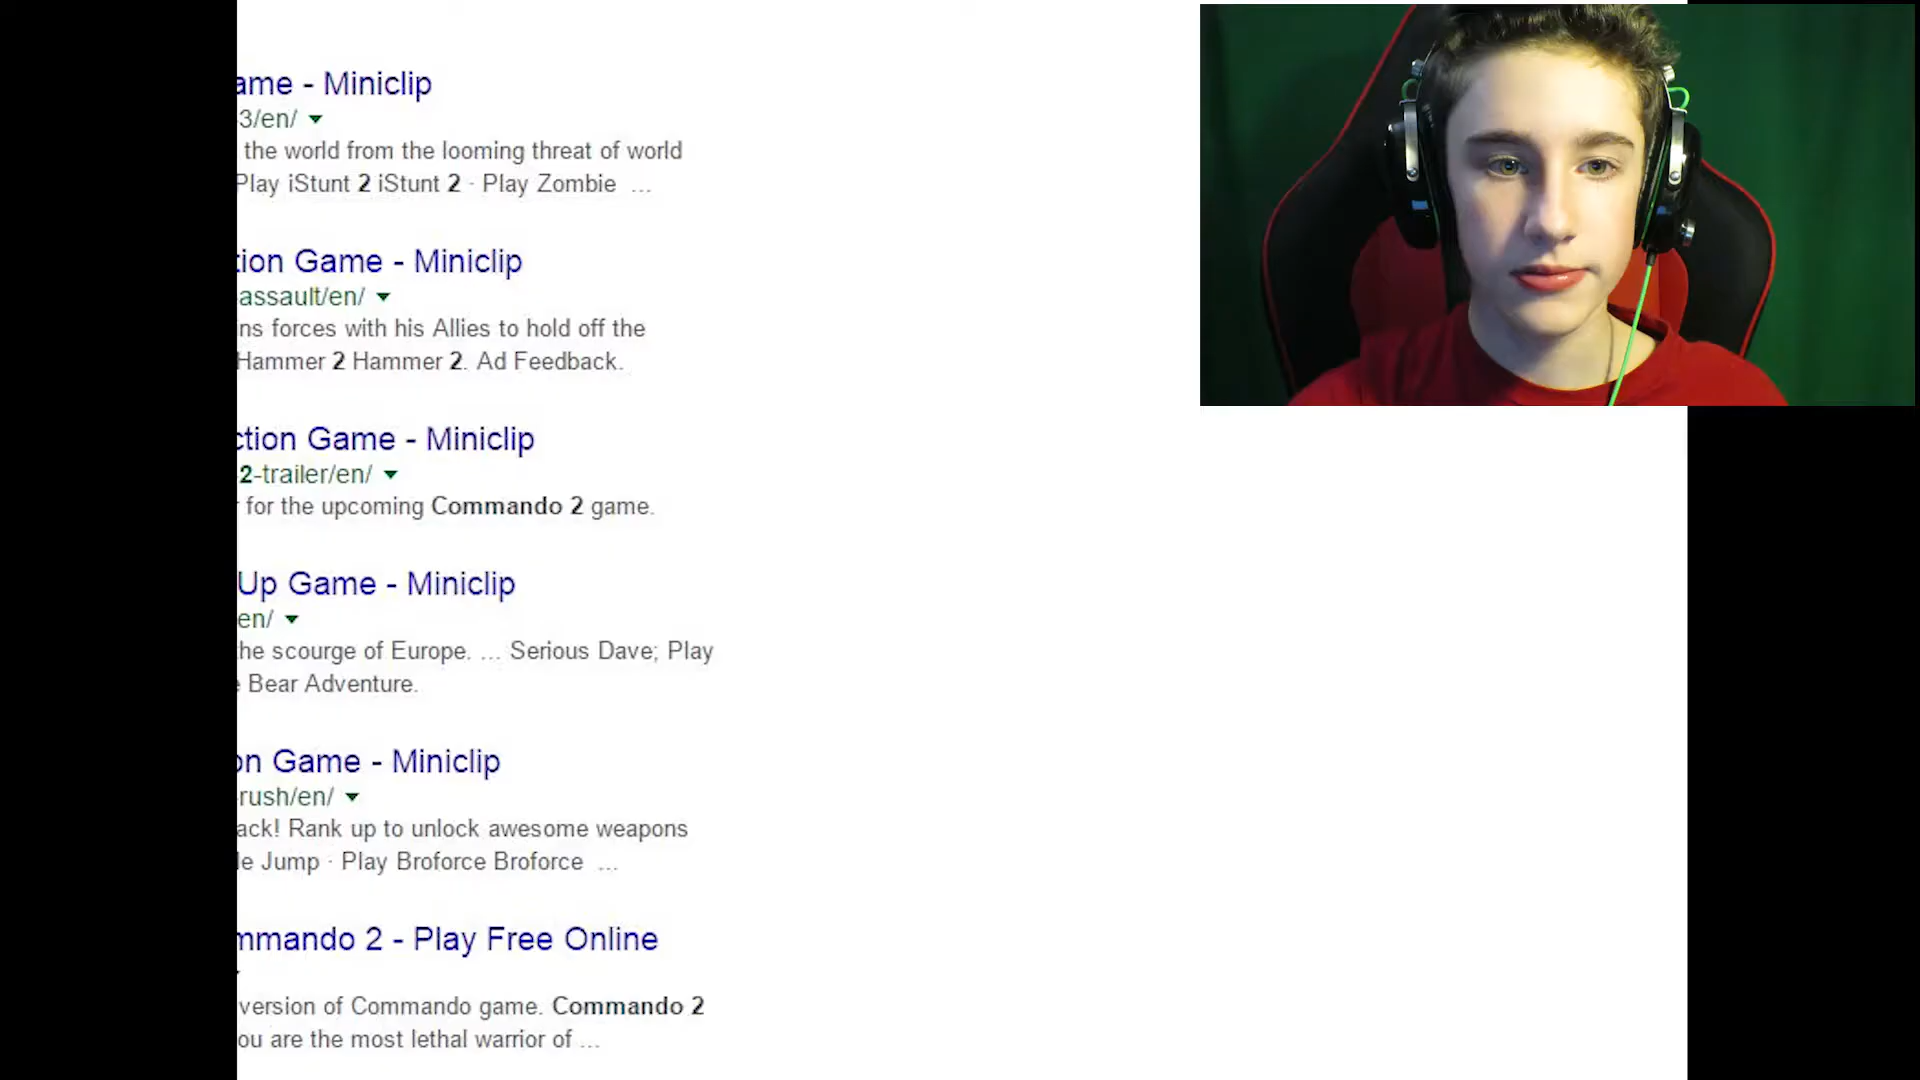 ame - Miniclip
3/en/
the world from the looming threat of world
Play iStunt 2 iStunt 2 · Play Zombie ...
tion Game - Miniclip
assault/en/
ns forces with his Allies to hold off the
Hammer 2 Hammer 2. Ad Feedback.
ction Game - Miniclip
2-trailer/en/
for the upcoming Commando 2 game.
Up Game - Miniclip
en/
he scourge of Europe. ... Serious Dave; Play
Bear Adventure.
on Game - Miniclip
rush/en/
ack! Rank up to unlock awesome weapons
le Jump · Play Broforce Broforce ...
mmando 2 - Play Free Online
version of Commando game. Commando 2
ou are the most lethal warrior of ...